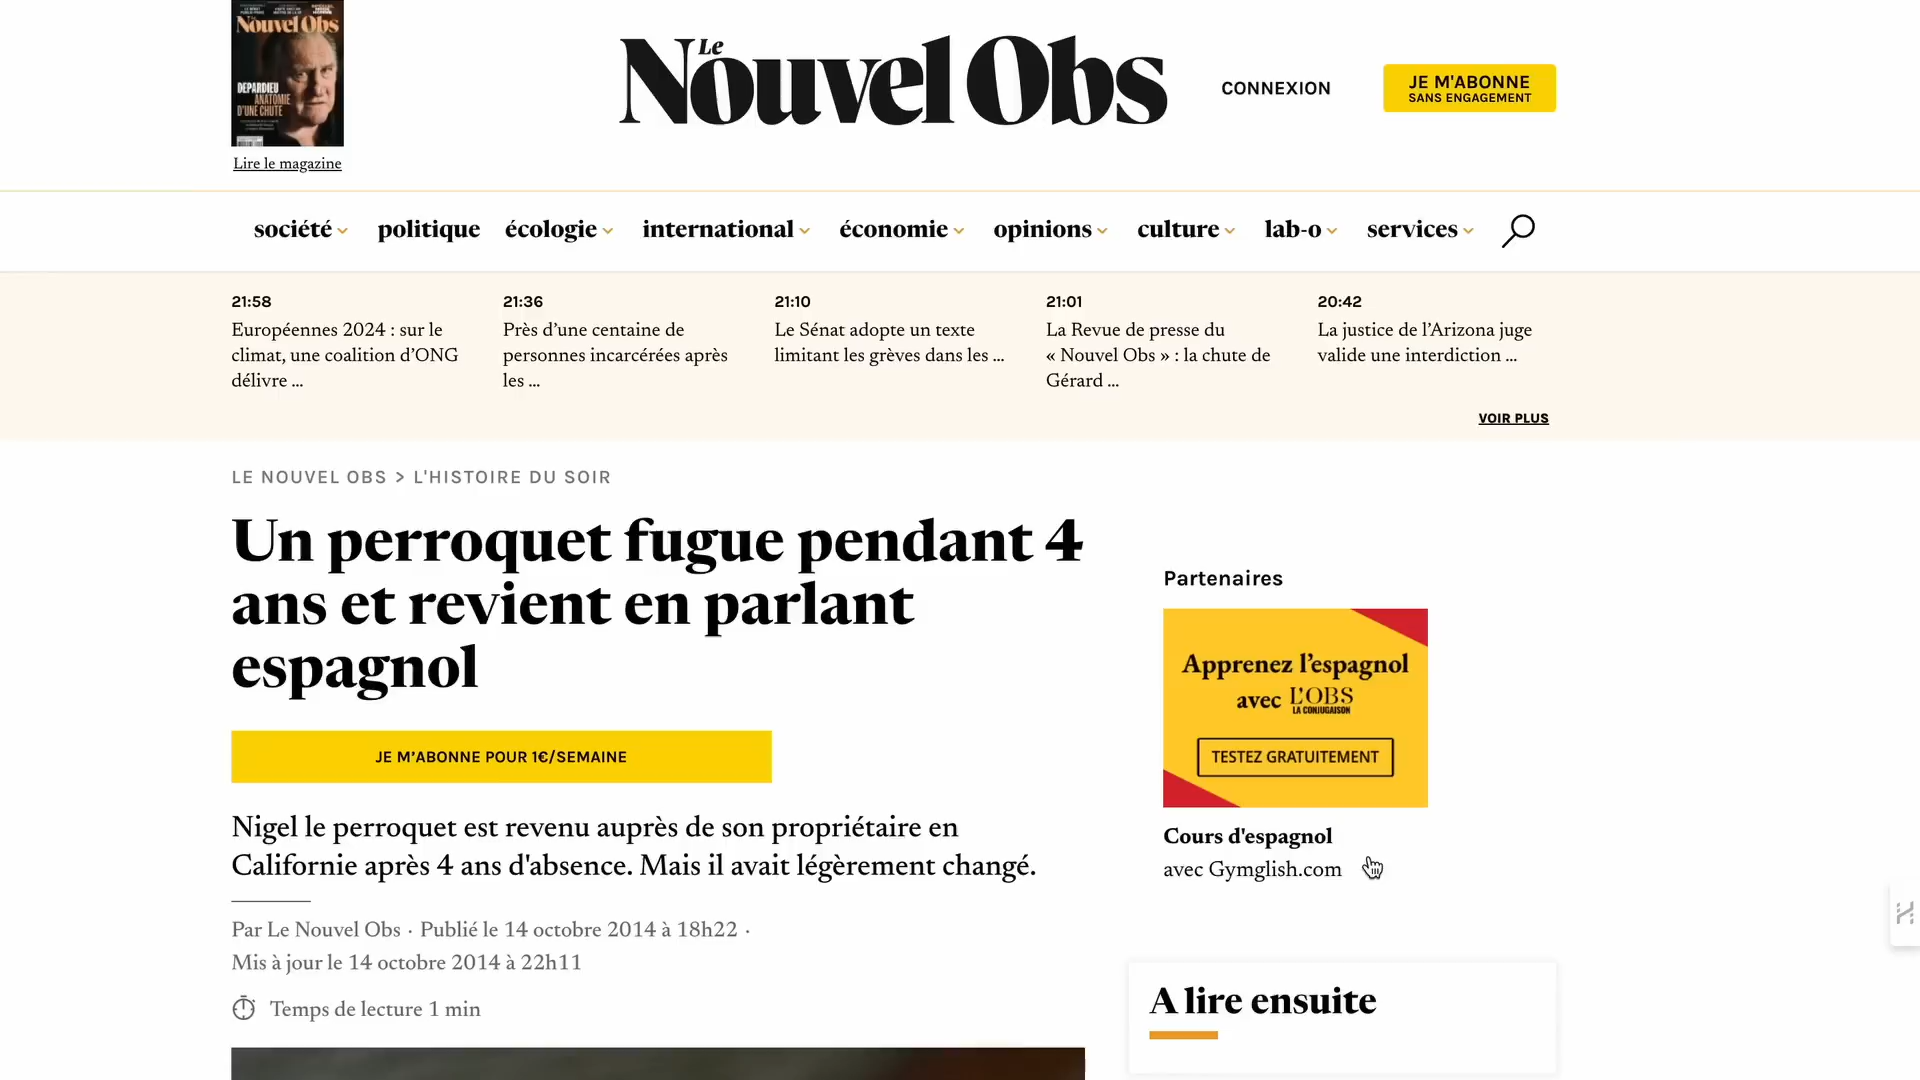 Nouvel Obs
DEPARDIEU
ANATOMIE
D'UNE CHUTE
Lire le magazine
Le Nouvel Obs
CONNEXION
JE M'ABONNE
SANS ENGAGEMENT
société
politique
écologie
international
économie
opinions
culture
lab-o
services
21:58
Européennes 2024 : sur le
climat, une coalition d’ONG
délivre ...
21:36
Près d’une centaine de
personnes incarcérées après
les ...
21:10
Le Sénat adopte un texte
limitant les grèves dans les ...
21:01
La Revue de presse du
« Nouvel Obs » : la chute de
Gérard ...
20:42
La justice de l’Arizona juge
valide une interdiction ...
VOIR PLUS
LE NOUVEL OBS > L'HISTOIRE DU SOIR
Un perroquet fugue pendant 4
ans et revient en parlant
espagnol
JE M’ABONNE POUR 1€/SEMAINE
Nigel le perroquet est revenu auprès de son propriétaire en
Californie après 4 ans d'absence. Mais il avait légèrement changé.
Par Le Nouvel Obs · Publié le 14 octobre 2014 à 18h22 ·
Mis à jour le 14 octobre 2014 à 22h11
Temps de lecture 1 min
Partenaires
Apprenez l’espagnol
avec L'OBS
LA CONJUGAISON
TESTEZ GRATUITEMENT
Cours d'espagnol
avec Gymglish.com
A lire ensuite